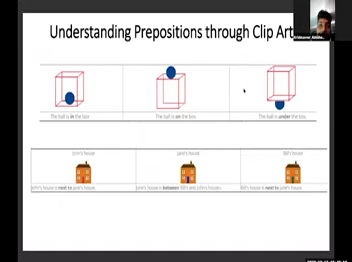 Understanding Prepositions through Clip Art
The ball is in the box
The ball is on the box.
The ball is under the box.
John's house
Jane's house
Bill's house
John's house is next to Jane's house.
Jane's house is between Bill's and John's houses.
Bill's house is next to Jane's house.